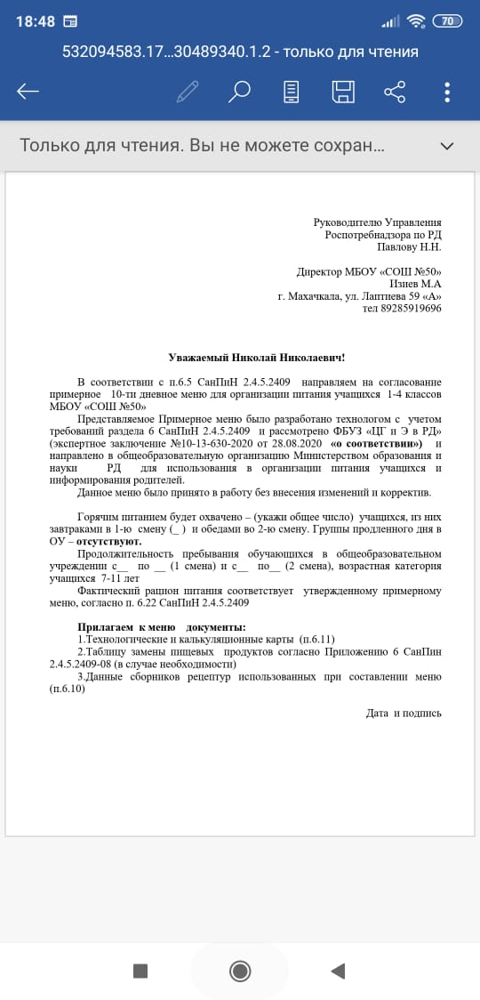 18:48
70
532094583.17...30489340.1.2 - только для чтения
Только для чтения. Вы не можете сохран...
Руководителю Управления
Роспотребнадзора по РД
Павлову Н.Н.
Директор МБОУ «СОШ №50»
Изиев М.А
г. Махачкала, ул. Лаптиева 59 «А»
тел 89285919696
Уважаемый Николай Николаевич!
В соответствии с п.6.5 СанПиН 2.4.5.2409 направляем на согласование
примерное 10-ти дневное меню для организации питания учащихся 1-4 классов
МБОУ «СОШ №50»
Представляемое Примерное меню было разработано технологом с учетом
требований раздела 6 СанПиН 2.4.5.2409 и рассмотрено ФБУЗ «ЦГ и Э в РД»
(экспертное заключение №10-13-630-2020 от 28.08.2020 «о соответствии») и
направлено в общеобразовательную организацию Министерством образования и
науки РД для использования в организации питания учащихся и
информирования родителей.
Данное меню было принято в работу без внесения изменений и корректив.
Горячим питанием будет охвачено – (укажи общее число) учащихся, из них
завтраками в 1-ю смену (_ ) и обедами во 2-ю смену. Группы продленного дня в
ОУ – отсутствуют.
Продолжительность пребывания обучающихся в общеобразовательном
учреждении с__ по __ (1 смена) и с__ по__ (2 смена), возрастная категория
учащихся 7-11 лет
Фактический рацион питания соответствует утвержденному примерному
меню, согласно п. 6.22 СанПиН 2.4.5.2409
Прилагаем к меню документы:
1.Технологические и калькуляционные карты (п.6.11)
2.Таблицу замены пищевых продуктов согласно Приложению 6 СанПин
2.4.5.2409-08 (в случае необходимости)
3.Данные сборников рецептур использованных при составлении меню
(п.6.10)
Дата и подпись